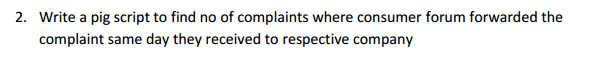 2. Write a pig script to find no of complaints where consumer forum forwarded the
complaint same day they received to respective company